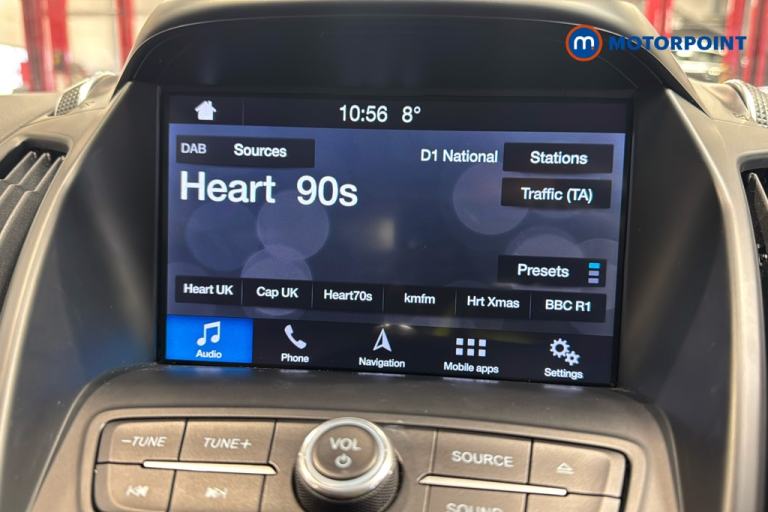 m MOTORPOINT
10:56 8°
DAB Sources
D1 National Stations
Heart 90s
Traffic (TA)
Presets
Heart UK Cap UK Heart70s kmfm Hrt Xmas BBC R1
Audio Phone Navigation Mobile apps Settings
-TUNE TUNE+ VOL SOURCE
SOUND